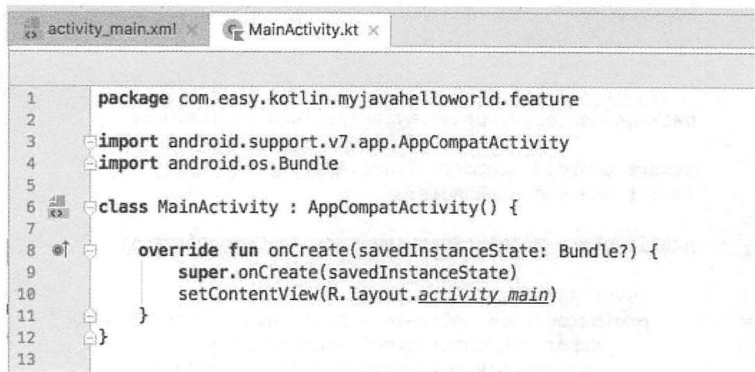 activity_main.xml × MainActivity.kt ×
1 package com.easy.kotlin.myjavahelloworld.feature
2
3 import android.support.v7.app.AppCompatActivity
4 import android.os.Bundle
5
6 class MainActivity : AppCompatActivity() {
7
8 override fun onCreate(savedInstanceState: Bundle?) {
9 super.onCreate(savedInstanceState)
10 setContentView(R.layout.activity_main)
11 }
12 }
13